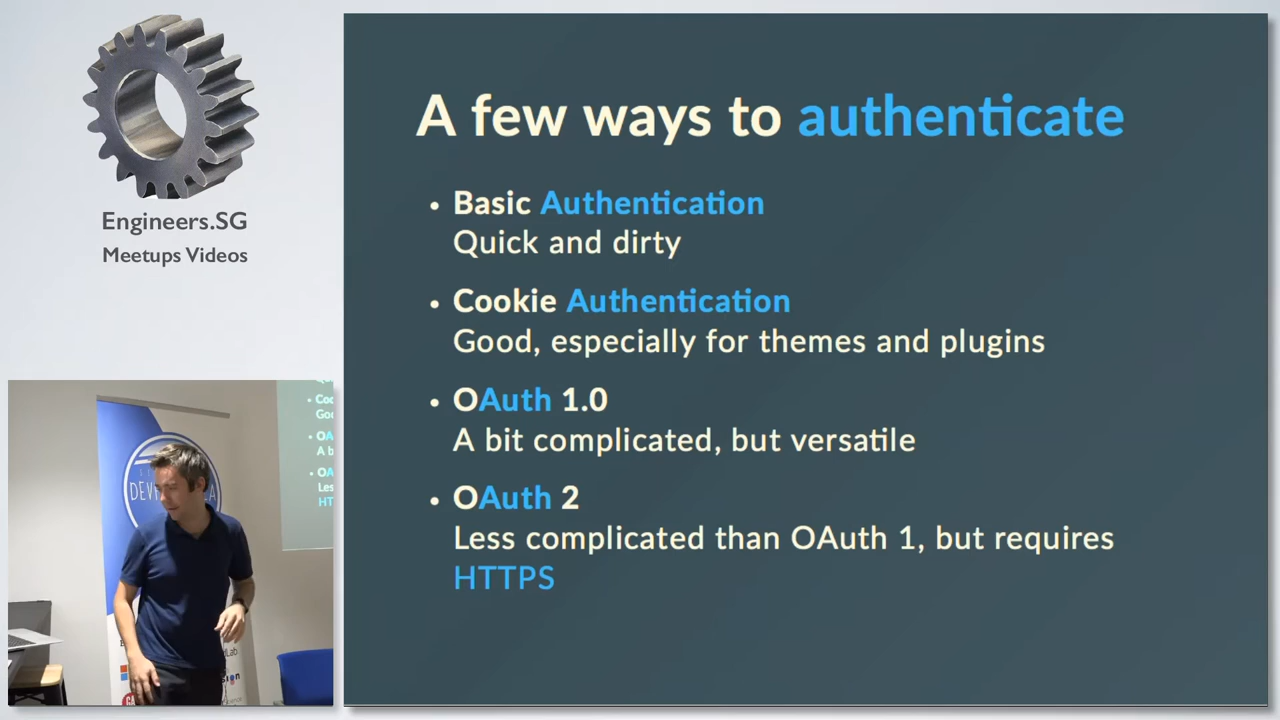 Engineers.SG
Meetups Videos
A few ways to authenticate
• Basic Authentication
Quick and dirty
• Cookie Authentication
Good, especially for themes and plugins
• OAuth 1.0
A bit complicated, but versatile
• OAuth 2
Less complicated than OAuth 1, but requires
HTTPS